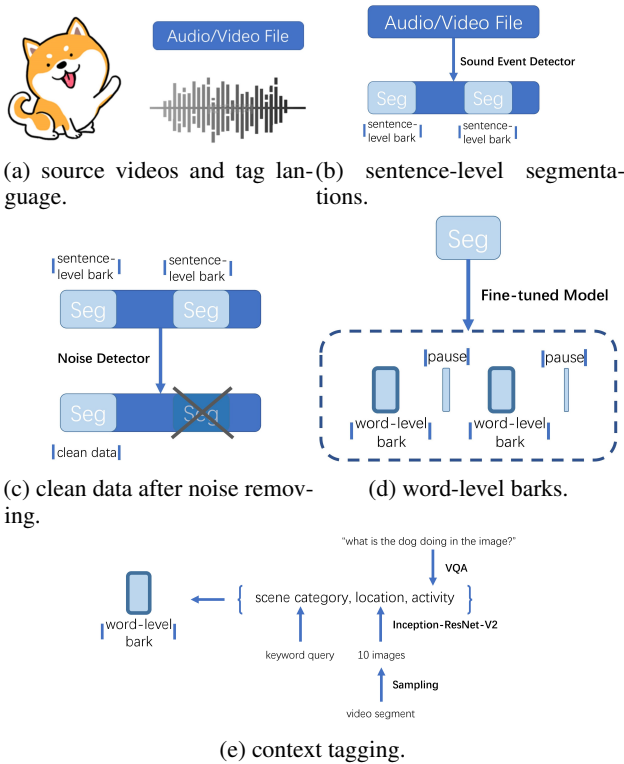 Audio/Video File
(a) source videos and tag lan-
guage.
Audio/Video File
Sound Event Detector
Seg
Seg
sentence-
level bark
sentence-
level bark
(b) sentence-level segmenta-
tions.
sentence-
level bark
sentence-
level bark
Seg
Seg
Noise Detector
Seg
Seg
clean data
(c) clean data after noise remov-
ing.
Seg
Fine-tuned Model
pause
pause
word-level
bark
word-level
bark
(d) word-level barks.
"what is the dog doing in the image?"
VQA
{ scene category, location, activity }
word-level
bark
Inception-ResNet-V2
keyword query
10 images
Sampling
video segment
(e) context tagging.